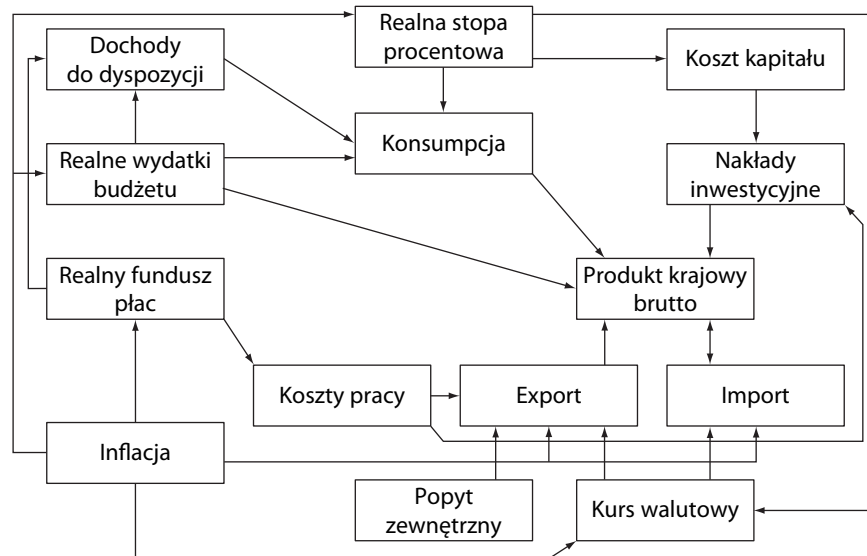 Realna stopa
procentowa
Dochody
do dyspozycji
Koszt kapitału
Konsumpcja
Realne wydatki
budżetu
Nakłady
inwestycyjne
Realny fundusz
płac
Produkt krajowy
brutto
Koszty pracy
Export
Import
Inflacja
Popyt
zewnętrzny
Kurs walutowy